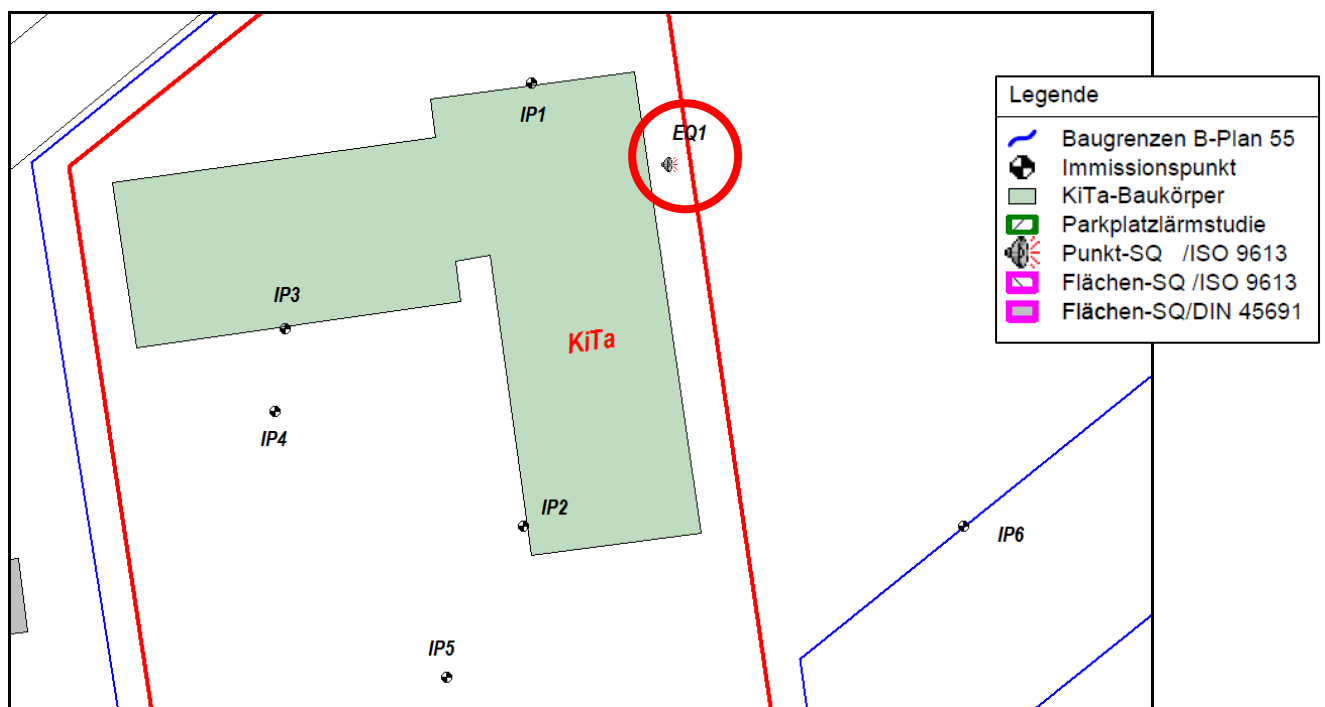 IP1
EQ1
IP3
KiTa
IP4
IP2
IP6
IP5
Legende
Baugrenzen B-Plan 55
Immissionspunkt
KiTa-Baukörper
Parkplatzlärmstudie
Punkt-SQ /ISO 9613
Flächen-SQ /ISO 9613
Flächen-SQ/DIN 45691